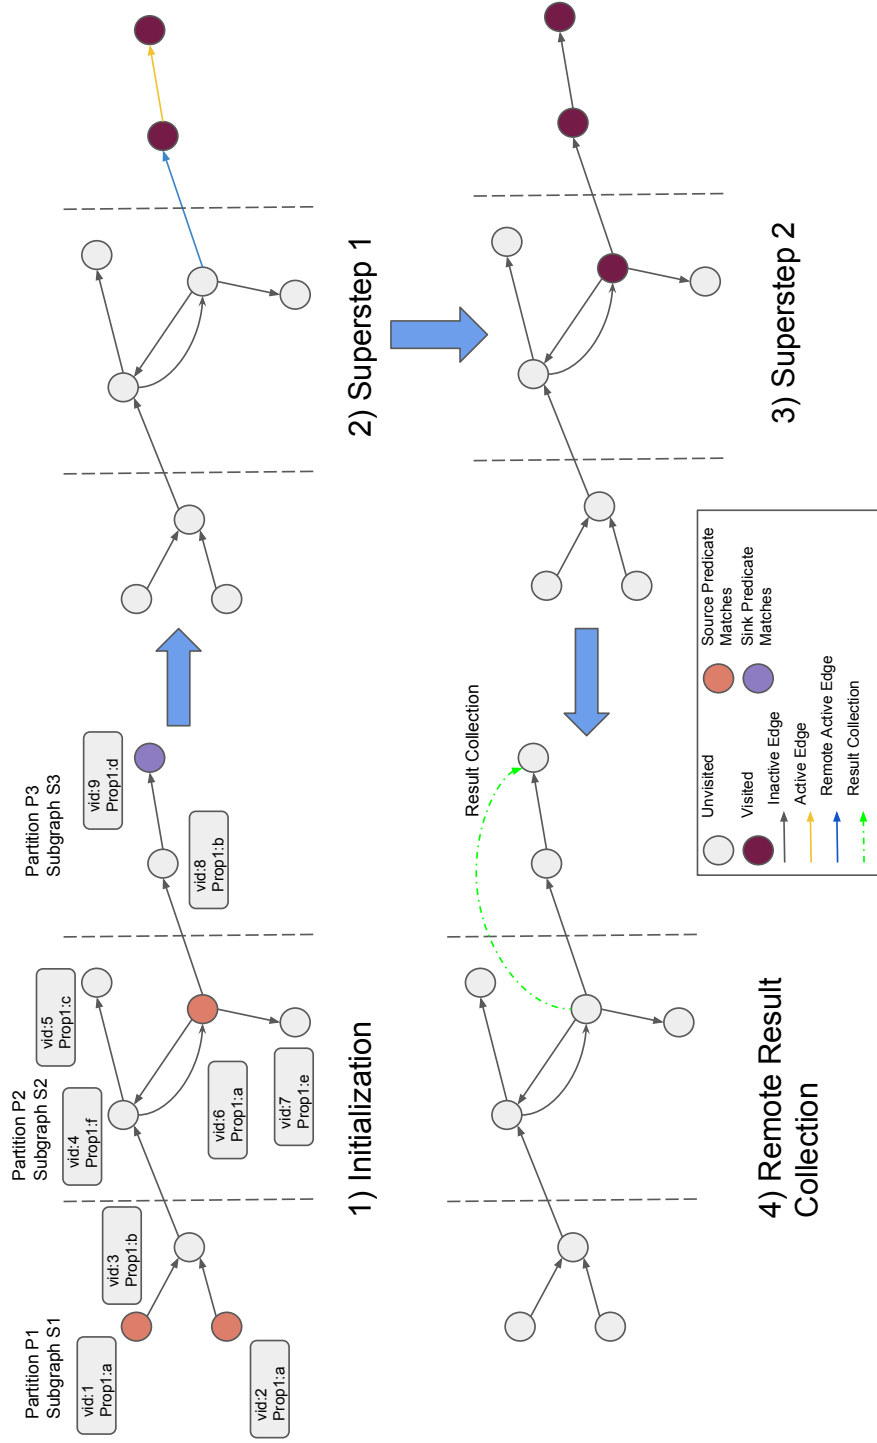 Partition P1
Subgraph S1
Partition P2
Subgraph S2
Partition P3
Subgraph S3
vid:1
Prop1:a
vid:2
Prop1:a
vid:3
Prop1:b
vid:4
Prop1:f
vid:5
Prop1:c
vid:6
Prop1:a
vid:7
Prop1:e
vid:8
Prop1:b
vid:9
Prop1:d
1) Initialization
2) Superstep 1
3) Superstep 2
4) Remote Result
Collection
Result Collection
Unvisited
Visited
Inactive Edge
Active Edge
Remote Active Edge
Result Collection
Source Predicate
Matches
Sink Predicate
Matches